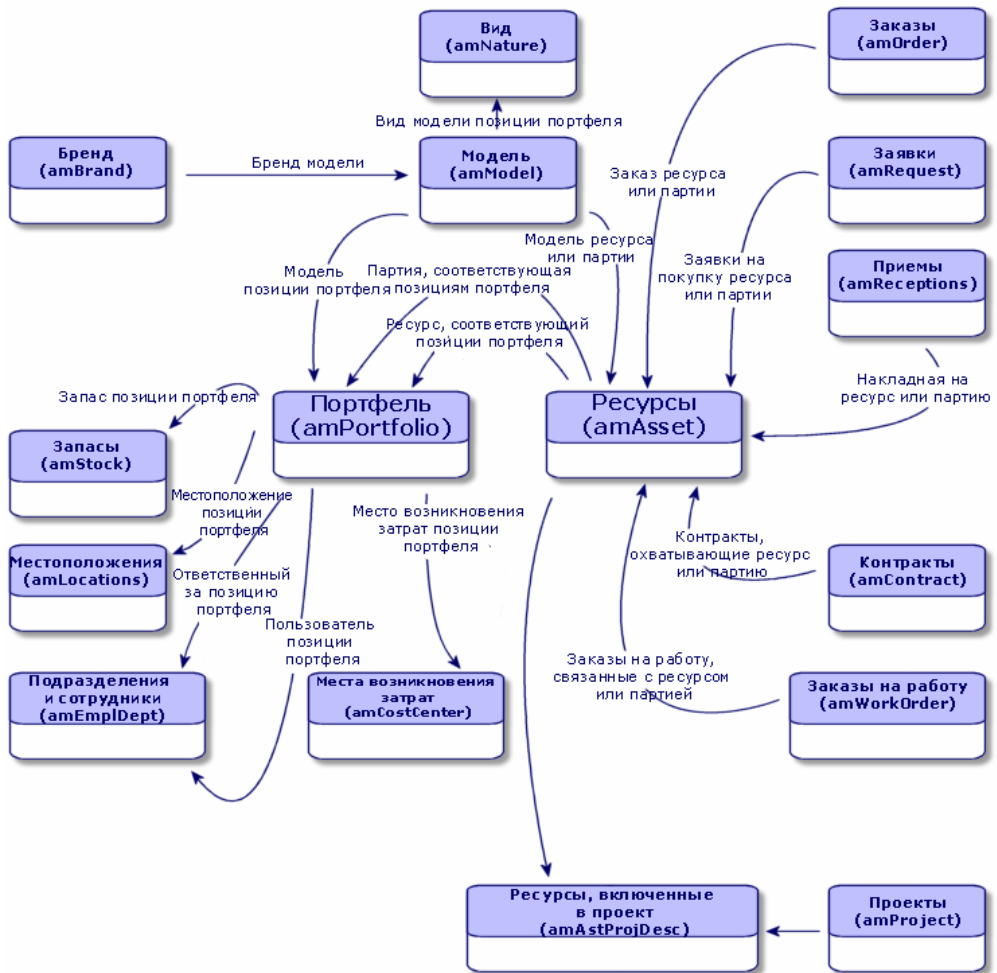 Вид
(amNature)
Заказы
(amOrder)
Вид модели позиции портфеля
Бренд
(amBrand)
Бренд модели
Модель
(amModel)
Заказ ресурса
или партии
Заявки
(amRequest)
Модель
позиции портфеля
Партия, соответствующая
позициям портфеля
Модель ресурса
или партии
Заявки на
покупку ресурса
или партии
Приемы
(amReceptions)
Ресурс, соответствующий
позиции портфеля
Накладная на
ресурс или партию
Запас позиции портфеля
Портфель
(amPortfolio)
Ресурсы
(amAsset)
Запасы
(amStock)
Местоположение
позиции
портфеля
Место возникновения
затрат позиции
портфеля
Контракты,
охватывающие ресурс
или партию
Местоположения
(amLocations)
Ответственный
за позицию
портфеля
Контракты
(amContract)
Пользователь
позиции
портфеля
Заказы на работу,
связанные с ресурсом
или партией
Подразделения
и сотрудники
(amEmplDept)
Места возникновения
затрат
(amCostCenter)
Заказы на работу
(amWorkOrder)
Ресурсы, включенные
в проект
(amAstProjDesc)
Проекты
(amProject)